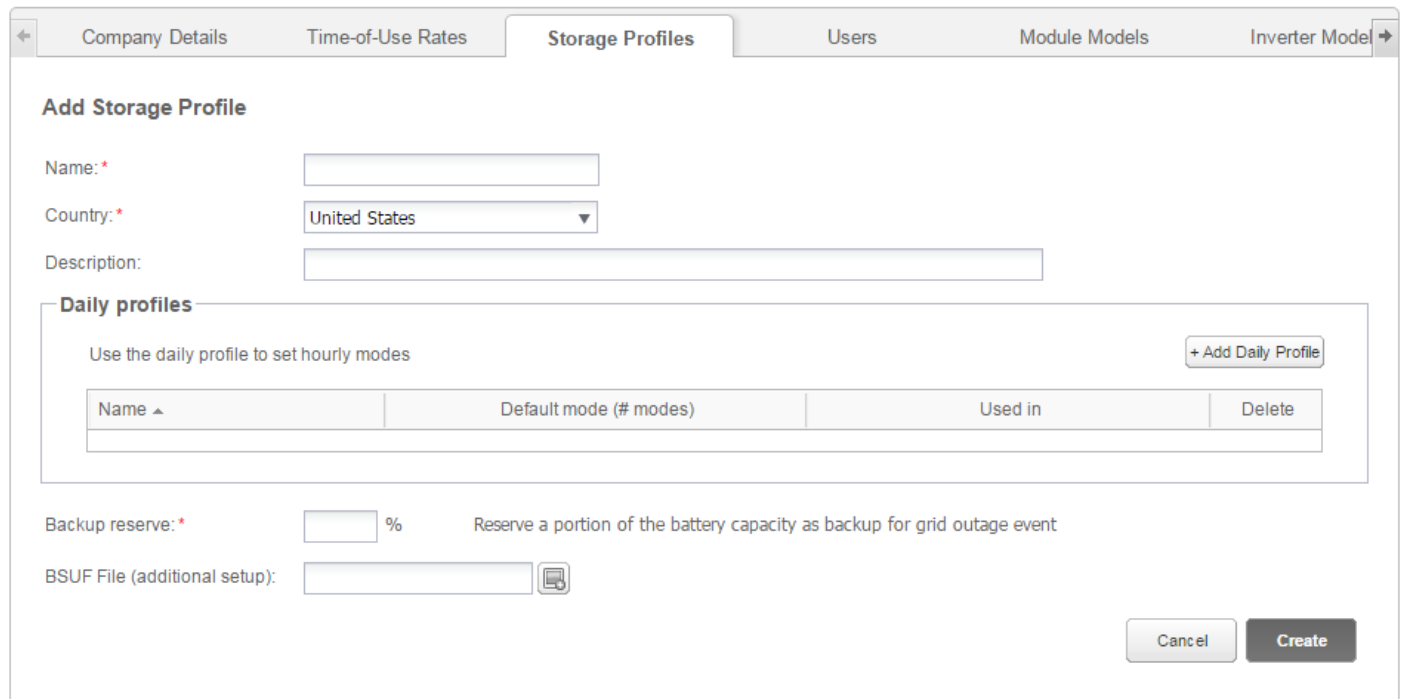 Company Details Time-of-Use Rates Storage Profiles Users Module Models Inverter Model
Add Storage Profile
Name:*
Country:* United States
Description:
Daily profiles
Use the daily profile to set hourly modes + Add Daily Profile
Name Default mode (# modes) Used in Delete
Backup reserve:* % Reserve a portion of the battery capacity as backup for grid outage event
BSUF File (additional setup):
Cancel Create